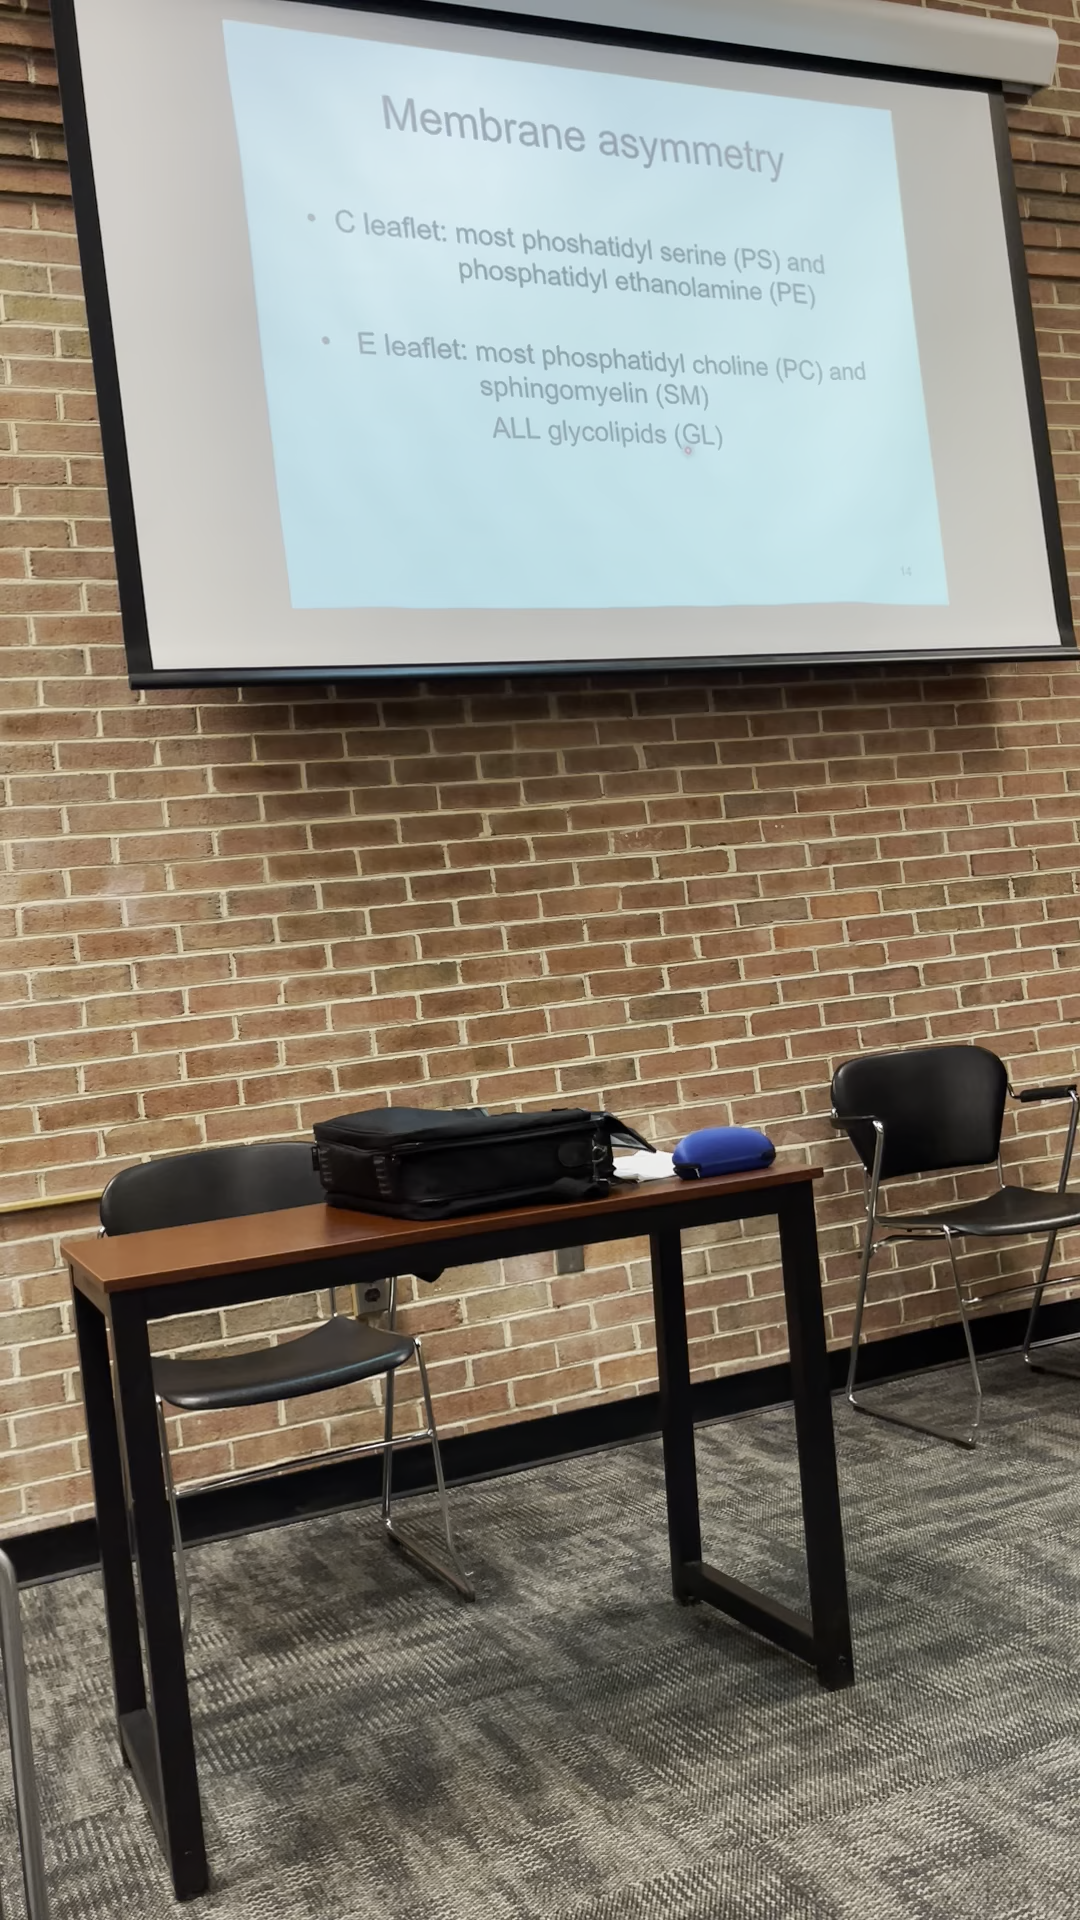 Membrane asymmetry
• C leaflet: most phoshatidyl serine (PS) and
phosphatidyl ethanolamine (PE)
• E leaflet: most phosphatidyl choline (PC) and
sphingomyelin (SM)
ALL glycolipids (GL)
14